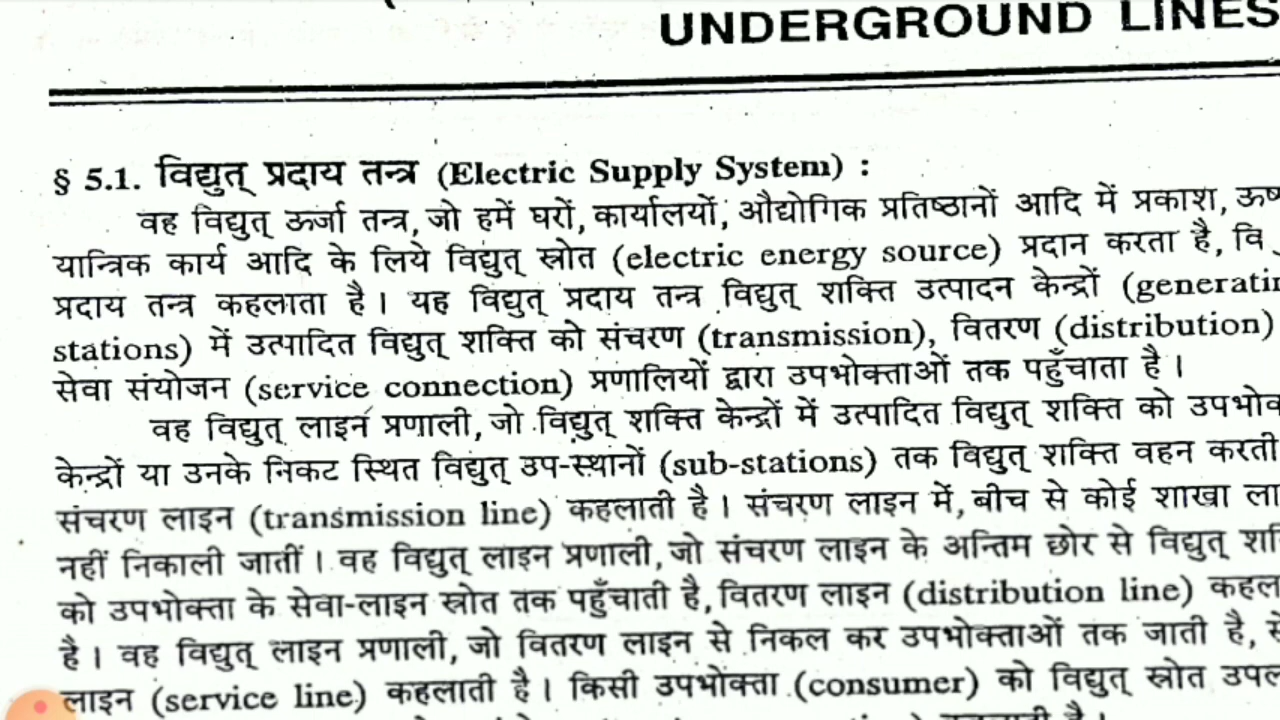 UNDERGROUND LINES
§ 5.1. विद्युत् प्रदाय तन्त्र (Electric Supply System) :
वह विद्युत् ऊर्जा तन्त्र, जो हमें घरों, कार्यालयों, औद्योगिक प्रतिष्ठानों आदि में प्रकाश,
यान्त्रिक कार्य आदि के लिये विद्युत् स्रोत (electric energy source) प्रदान करता है,
प्रदाय तन्त्र कहलाता है। यह विद्युत् प्रदाय तन्त्र विद्युत् शक्ति उत्पादन केन्द्रों
stations) में उत्पादित विद्युत् शक्ति को संचरण (transmission), वितरण (distribution)
सेवा संयोजन (service connection) प्रणालियों द्वारा उपभोक्ताओं तक पहुँचाता है।
वह विद्युत् लाइन प्रणाली, जो विद्युत् शक्ति केन्द्रों में उत्पादित विद्युत् शक्ति को
केन्द्रों या उनके निकट स्थित विद्युत् उप-स्थानों (sub-stations) तक विद्युत् शक्ति वहन करती
संचरण लाइन (transmission line) कहलाती है। संचरण लाइन में, बीच से कोई शाखा
नहीं निकाली जातीं। वह विद्युत् लाइन प्रणाली, जो संचरण लाइन के अन्तिम छोर से विद्युत्
को उपभोक्ता के सेवा-लाइन स्रोत तक पहुँचाती है, वितरण लाइन (distribution line)
है। वह विद्युत् लाइन प्रणाली, जो वितरण लाइन से निकल कर उपभोक्ताओं तक जाती है,
लाइन (service line) कहलाती है। किसी उपभोक्ता (consumer) को विद्युत् स्रोत